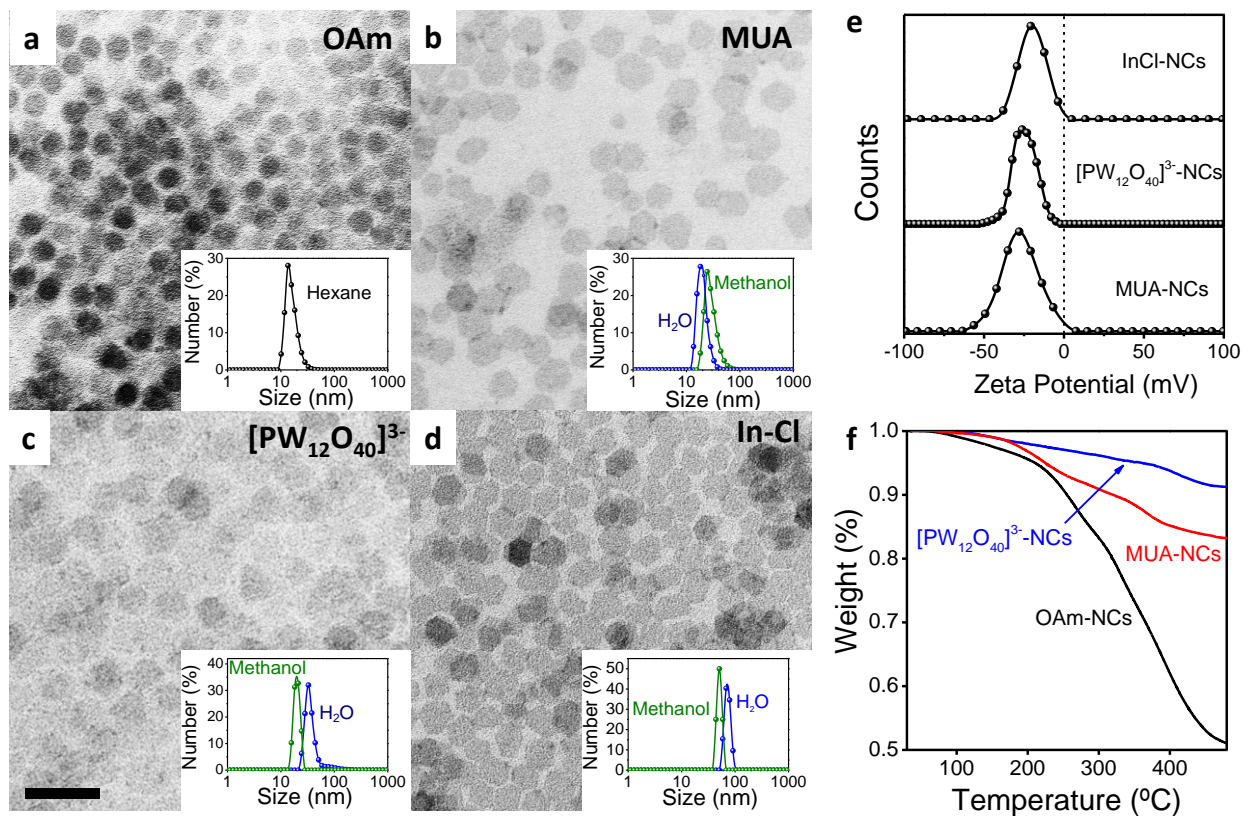 a
OAm
30
20
10
0
Number (%)
Hexane
1
10
100
1000
Size (nm)
b
MUA
30
20
10
0
Number (%)
Methanol
H₂O
1
10
100
1000
Size (nm)
c
[PW₁₂O₄₀]³⁻
40
30
20
10
0
Number (%)
Methanol
H₂O
1
10
100
1000
Size (nm)
d
In-Cl
50
40
30
20
10
0
Number (%)
Methanol
H₂O
1
10
100
1000
Size (nm)
e
Counts
InCl-NCs
[PW₁₂O₄₀]³⁻-NCs
MUA-NCs
-100
-50
0
50
100
Zeta Potential (mV)
f
1.0
0.9
0.8
0.7
0.6
0.5
Weight (%)
[PW₁₂O₄₀]³⁻-NCs
MUA-NCs
OAm-NCs
100
200
300
400
Temperature (ºC)